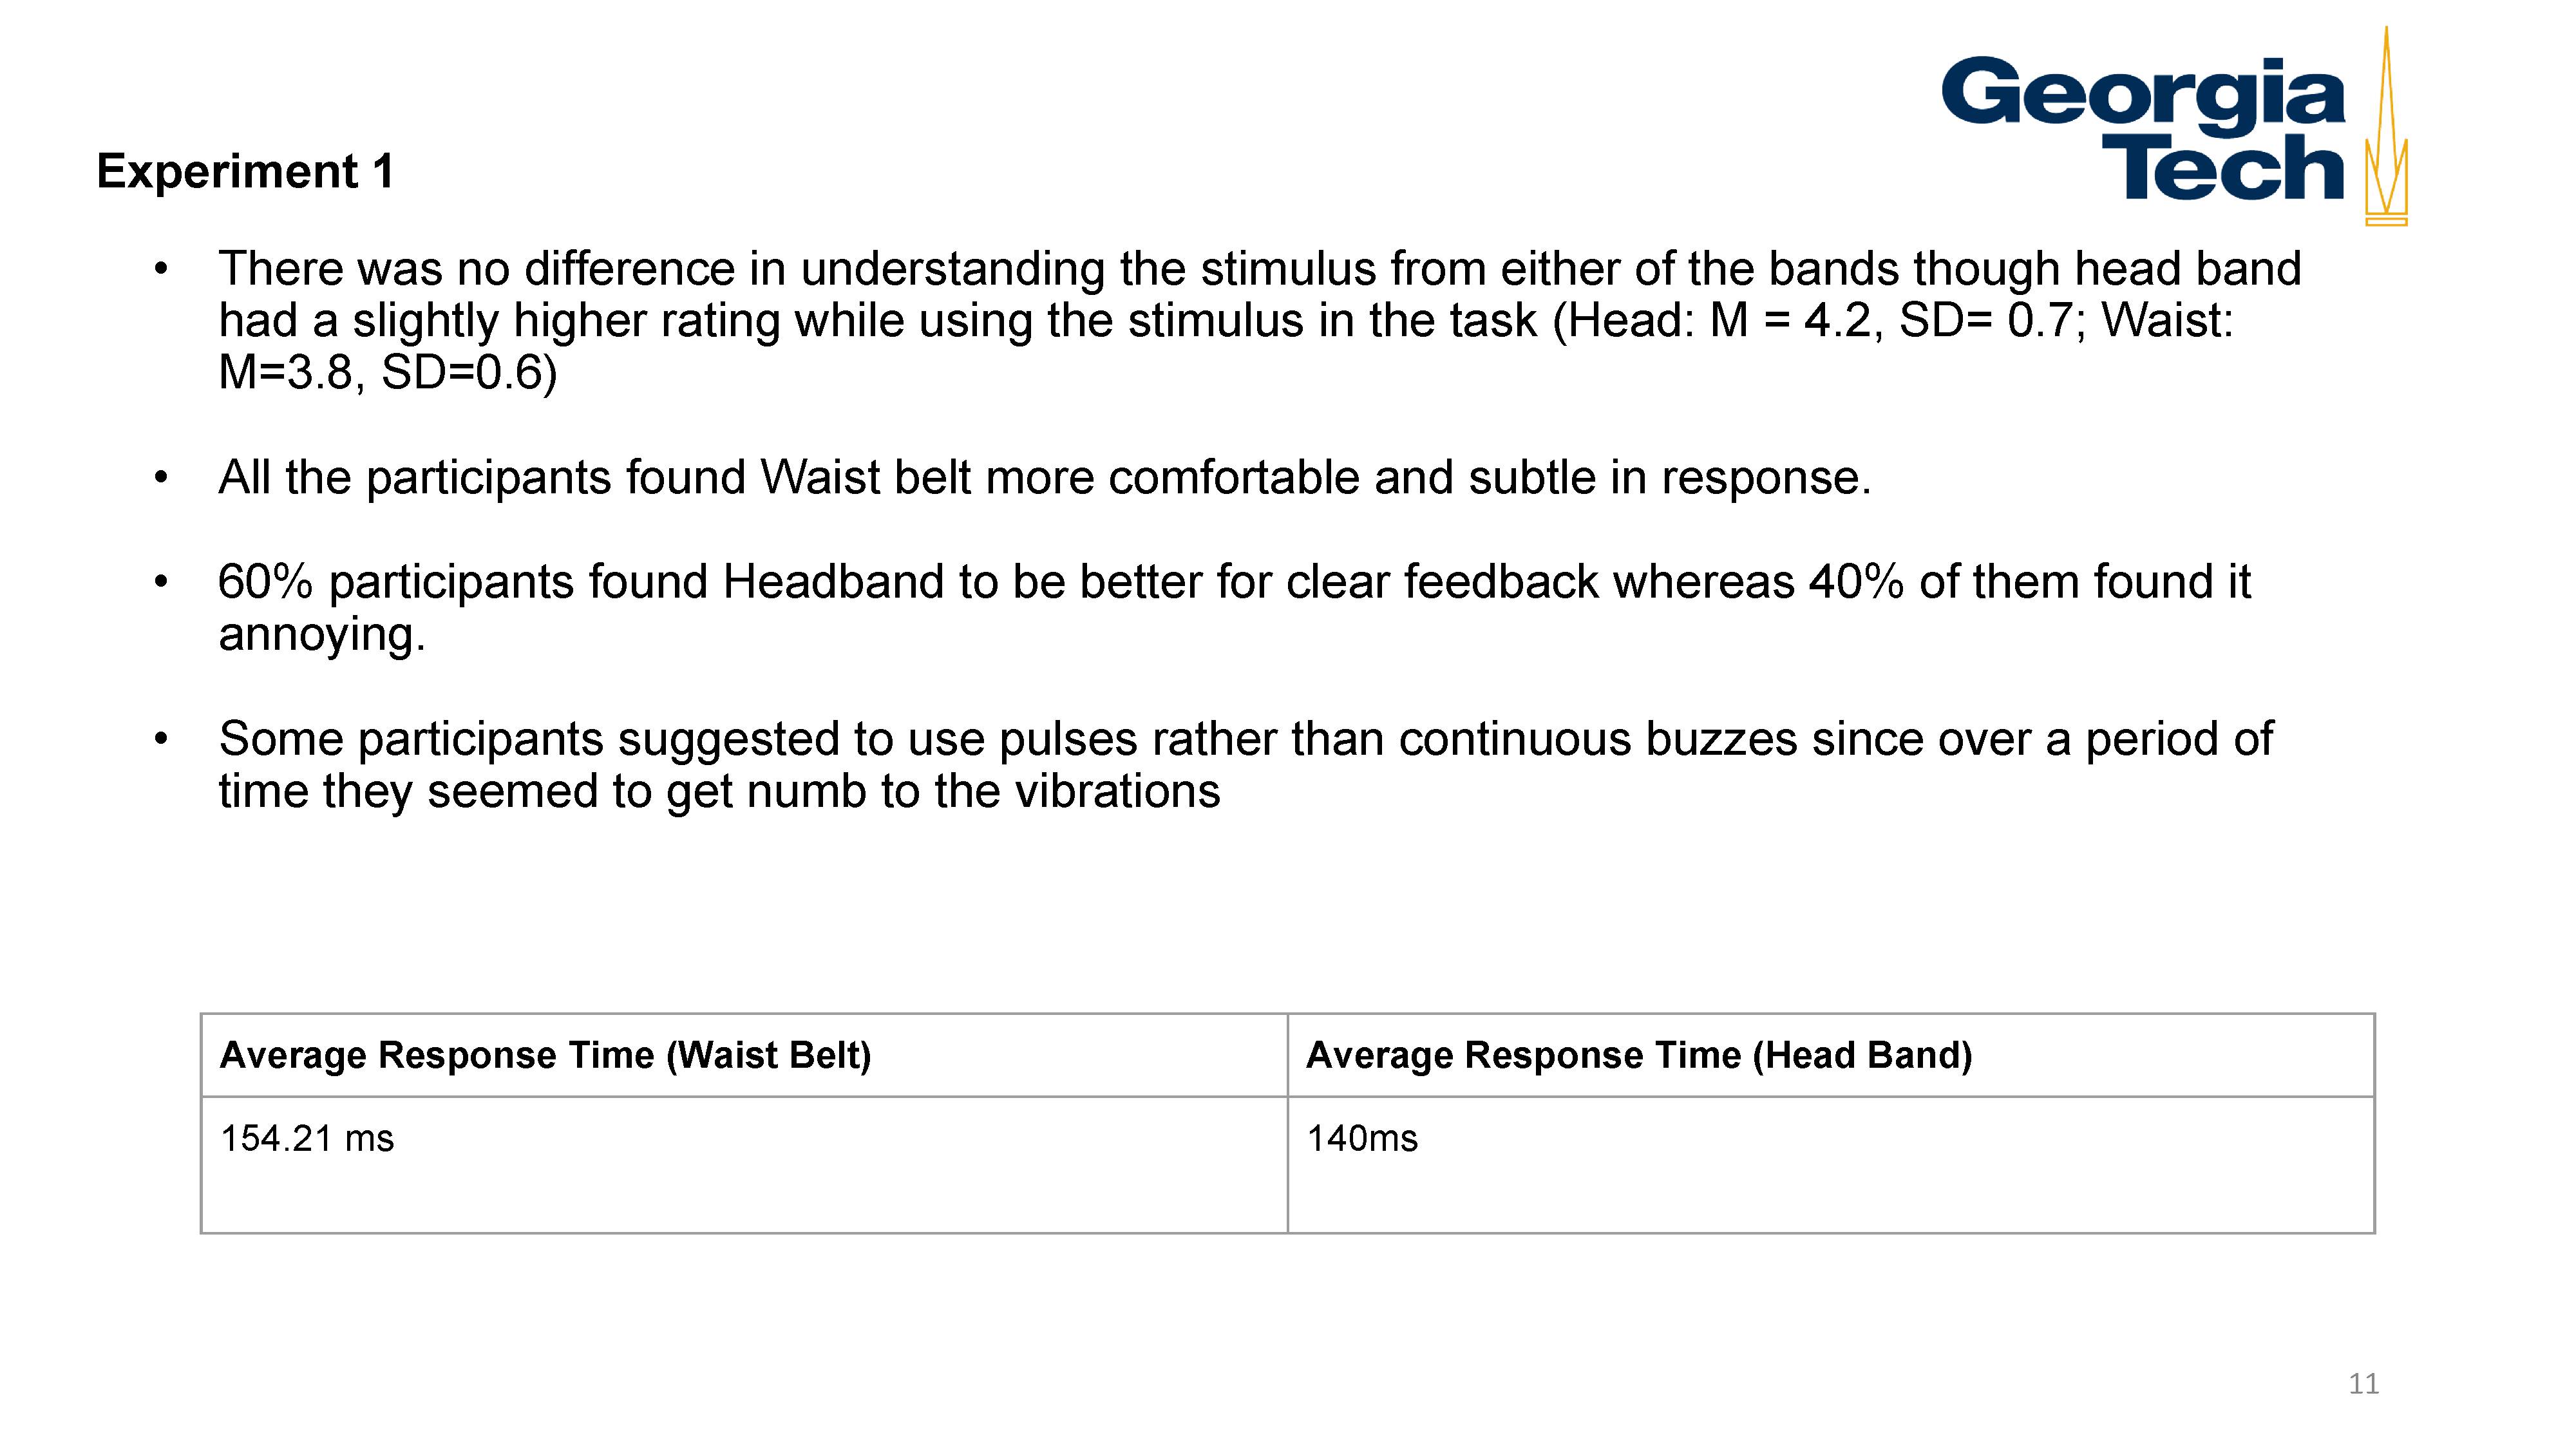 Georgia
Tech
Experiment 1
• There was no difference in understanding the stimulus from either of the bands though head band
had a slightly higher rating while using the stimulus in the task (Head: M = 4.2, SD= 0.7; Waist:
M=3.8, SD=0.6)
• All the participants found Waist belt more comfortable and subtle in response.
• 60% participants found Headband to be better for clear feedback whereas 40% of them found it
annoying.
• Some participants suggested to use pulses rather than continuous buzzes since over a period of
time they seemed to get numb to the vibrations
Average Response Time (Waist Belt)
Average Response Time (Head Band)
154.21 ms
140ms
11